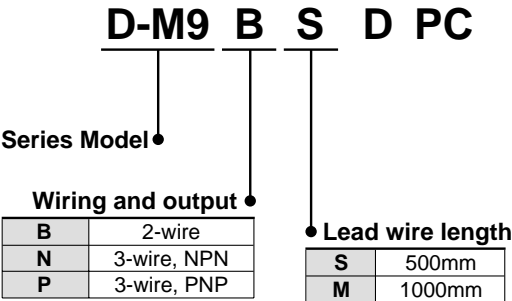 D-M9 B S D PC
Series Model
Wiring and output
B 2-wire
N 3-wire, NPN
P 3-wire, PNP
Lead wire length
S 500mm
M 1000mm